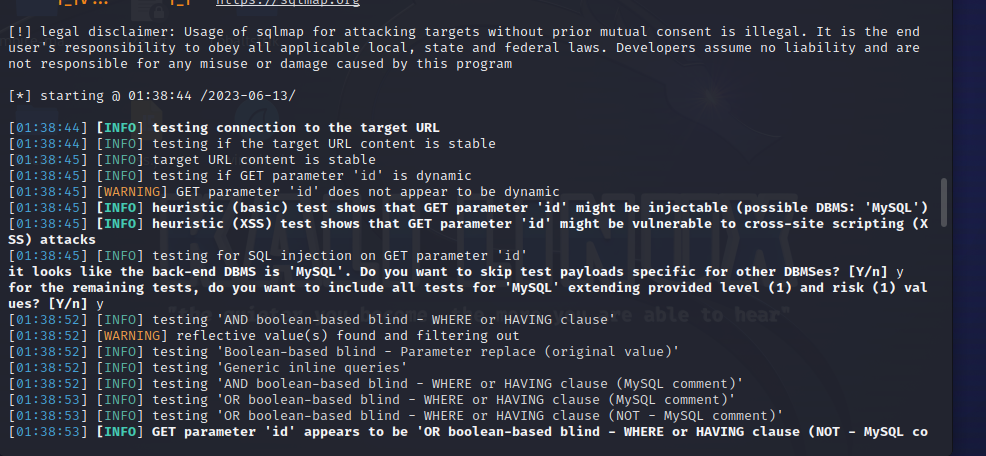 https://sqlmap.org
[!] legal disclaimer: Usage of sqlmap for attacking targets without prior mutual consent is illegal. It is the end
user's responsibility to obey all applicable local, state and federal laws. Developers assume no liability and are
not responsible for any misuse or damage caused by this program
[*] starting @ 01:38:44 /2023-06-13/
[01:38:44] [INFO] testing connection to the target URL
[01:38:44] [INFO] testing if the target URL content is stable
[01:38:45] [INFO] target URL content is stable
[01:38:45] [INFO] testing if GET parameter 'id' is dynamic
[01:38:45] [WARNING] GET parameter 'id' does not appear to be dynamic
[01:38:45] [INFO] heuristic (basic) test shows that GET parameter 'id' might be injectable (possible DBMS: 'MySQL')
[01:38:45] [INFO] heuristic (XSS) test shows that GET parameter 'id' might be vulnerable to cross-site scripting (X
SS) attacks
[01:38:45] [INFO] testing for SQL injection on GET parameter 'id'
it looks like the back-end DBMS is 'MySQL'. Do you want to skip test payloads specific for other DBMSes? [Y/n] y
for the remaining tests, do you want to include all tests for 'MySQL' extending provided level (1) and risk (1) val
ues? [Y/n] y
able to hear"
[01:38:52] [INFO] testing 'AND boolean-based blind - WHERE or HAVING clause'
[01:38:52] [WARNING] reflective value(s) found and filtering out
[01:38:52] [INFO] testing 'Boolean-based blind - Parameter replace (original value)'
[01:38:52] [INFO] testing 'Generic inline queries'
[01:38:52] [INFO] testing 'AND boolean-based blind - WHERE or HAVING clause (MySQL comment)'
[01:38:53] [INFO] testing 'OR boolean-based blind - WHERE or HAVING clause (MySQL comment)'
[01:38:53] [INFO] testing 'OR boolean-based blind - WHERE or HAVING clause (NOT - MySQL comment)'
[01:38:53] [INFO] GET parameter 'id' appears to be 'OR boolean-based blind - WHERE or HAVING clause (NOT - MySQL co